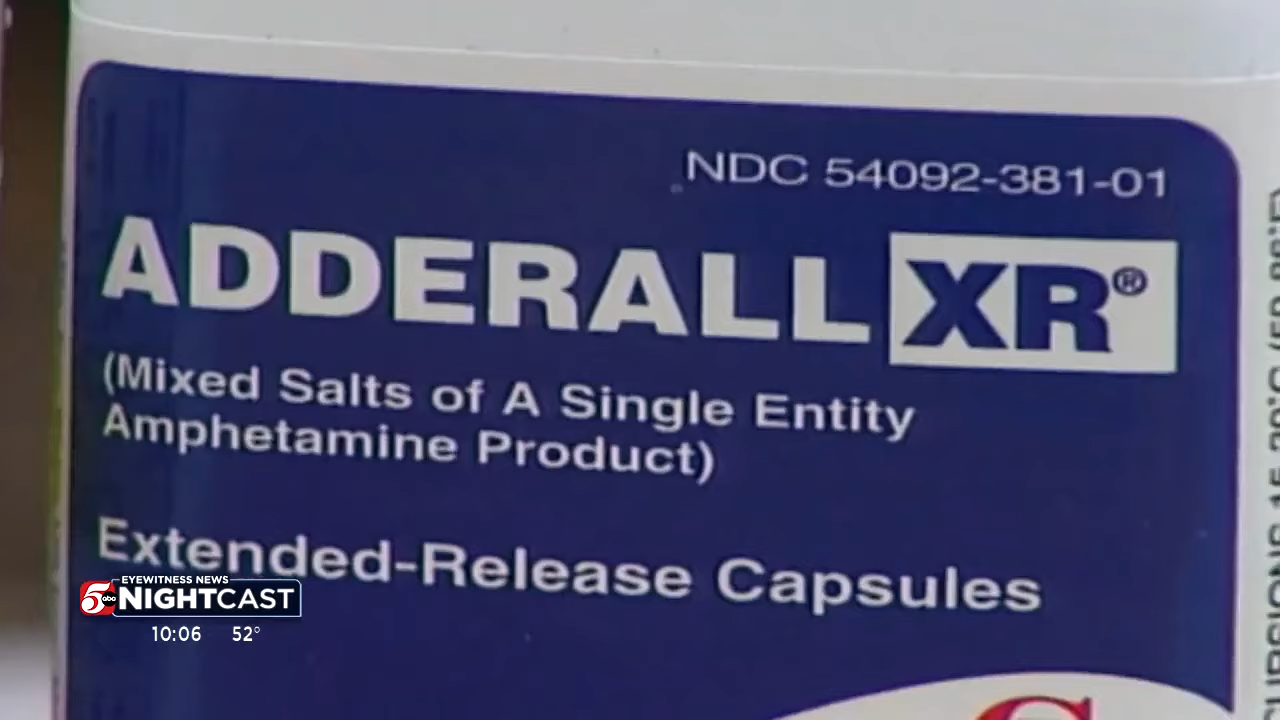 NDC 54092-381-01
ADDERALL XR®
(Mixed Salts of A Single Entity
Amphetamine Product)
Extended-Release Capsules
EYEWITNESS NEWS
5 abc NIGHTCAST
10:06 52°